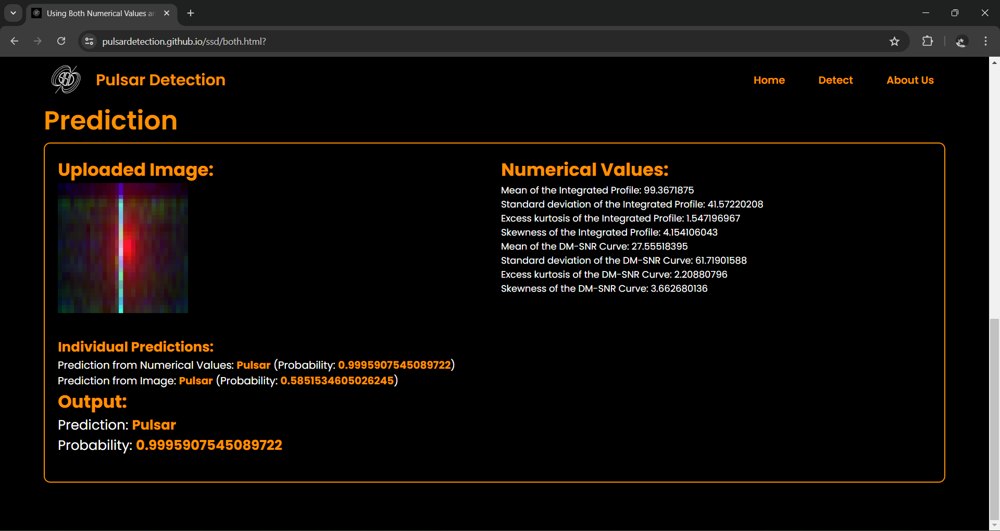 Using Both Numerical Values an
pulsardetection.github.io/ssd/both.html?
Pulsar Detection
Home
Detect
About Us
Prediction
Uploaded Image:
Numerical Values:
Mean of the Integrated Profile: 99.3671875
Standard deviation of the Integrated Profile: 41.57220208
Excess kurtosis of the Integrated Profile: 1.547196967
Skewness of the Integrated Profile: 4.154106043
Mean of the DM-SNR Curve: 27.55518395
Standard deviation of the DM-SNR Curve: 61.71901588
Excess kurtosis of the DM-SNR Curve: 2.20880796
Skewness of the DM-SNR Curve: 3.662680136
Individual Predictions:
Prediction from Numerical Values: Pulsar (Probability: 0.9995907545089722)
Prediction from Image: Pulsar (Probability: 0.5851534605026245)
Output:
Prediction: Pulsar
Probability: 0.9995907545089722